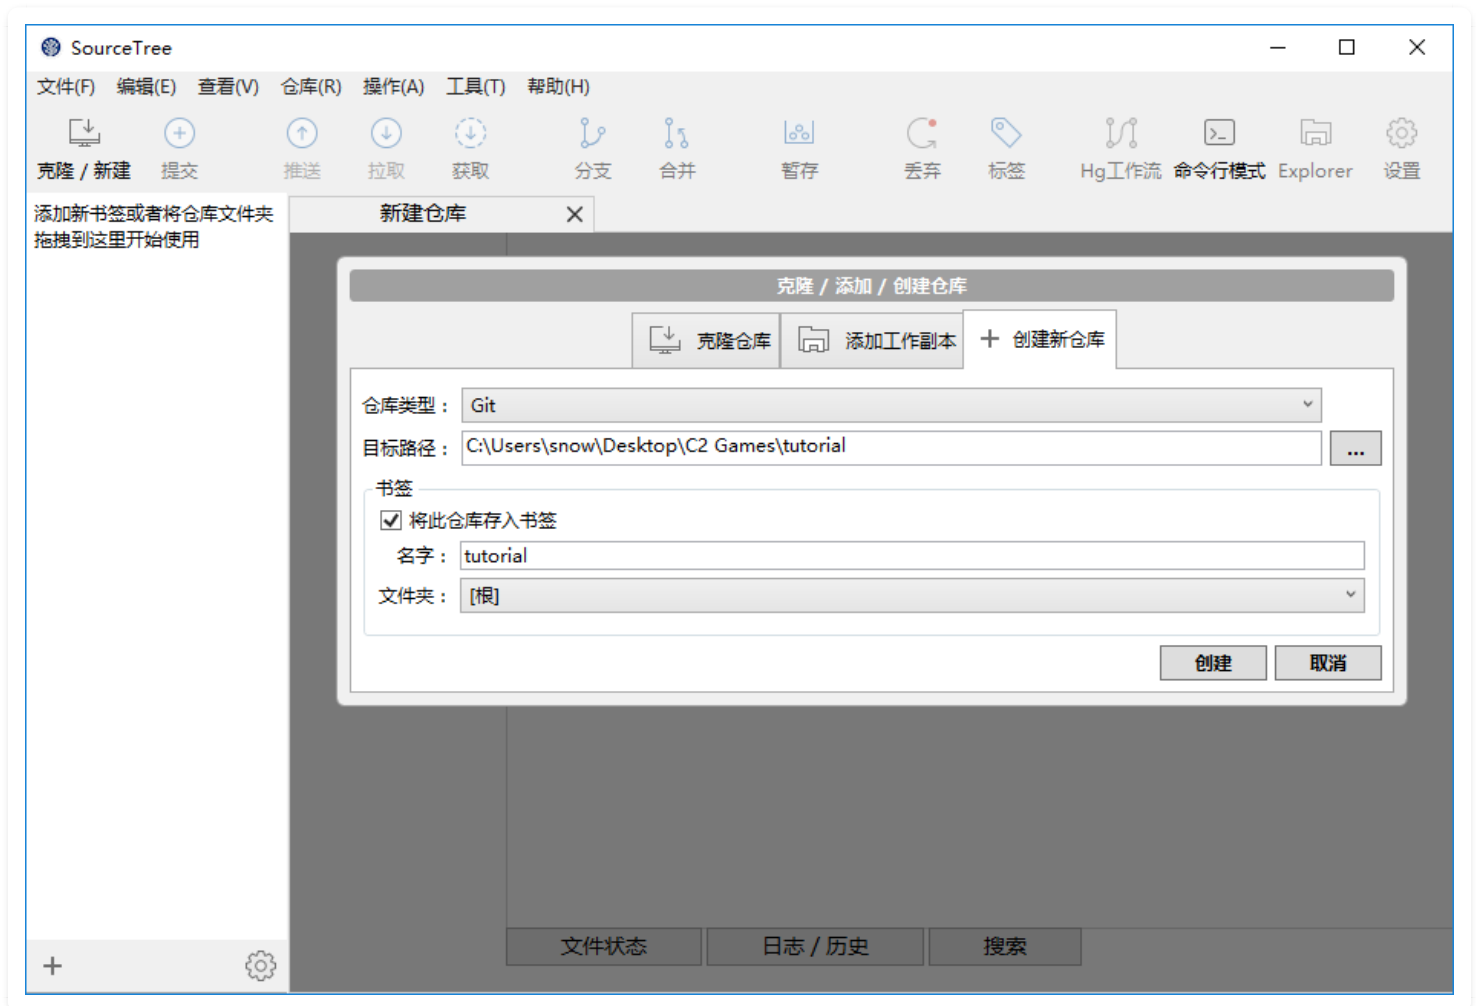 SourceTree
文件(F) 编辑(E) 查看(V) 仓库(R) 操作(A) 工具(T) 帮助(H)
克隆 / 新建 提交 推送 拉取 获取 分支 合并 暂存 丢弃 标签 Hg工作流 命令行模式 Explorer 设置
添加新书签或者将仓库文件夹
拖拽到这里开始使用
新建仓库
克隆 / 添加 / 创建仓库
克隆仓库 添加工作副本 + 创建新仓库
仓库类型： Git
目标路径： C:\Users\snow\Desktop\C2 Games\tutorial ...
书签
将此仓库存入书签
名字： tutorial
文件夹： [根]
创建 取消
文件状态 日志 / 历史 搜索